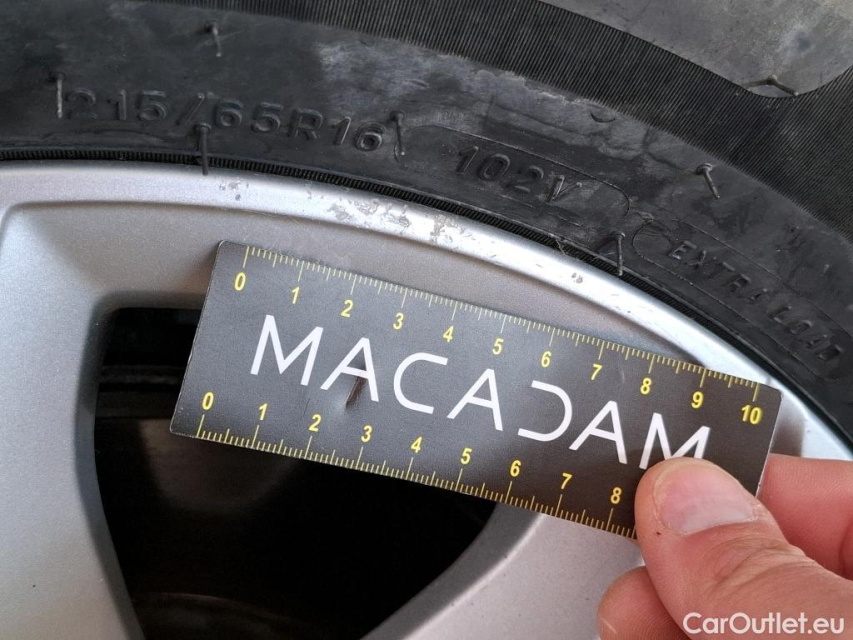 215/65R16 102V EXTRA LOAD
0 1 2 3 4 5 6 7 8 9 10
MACADAM
0 1 2 3 4 5 6 7 8
CarOutlet.eu